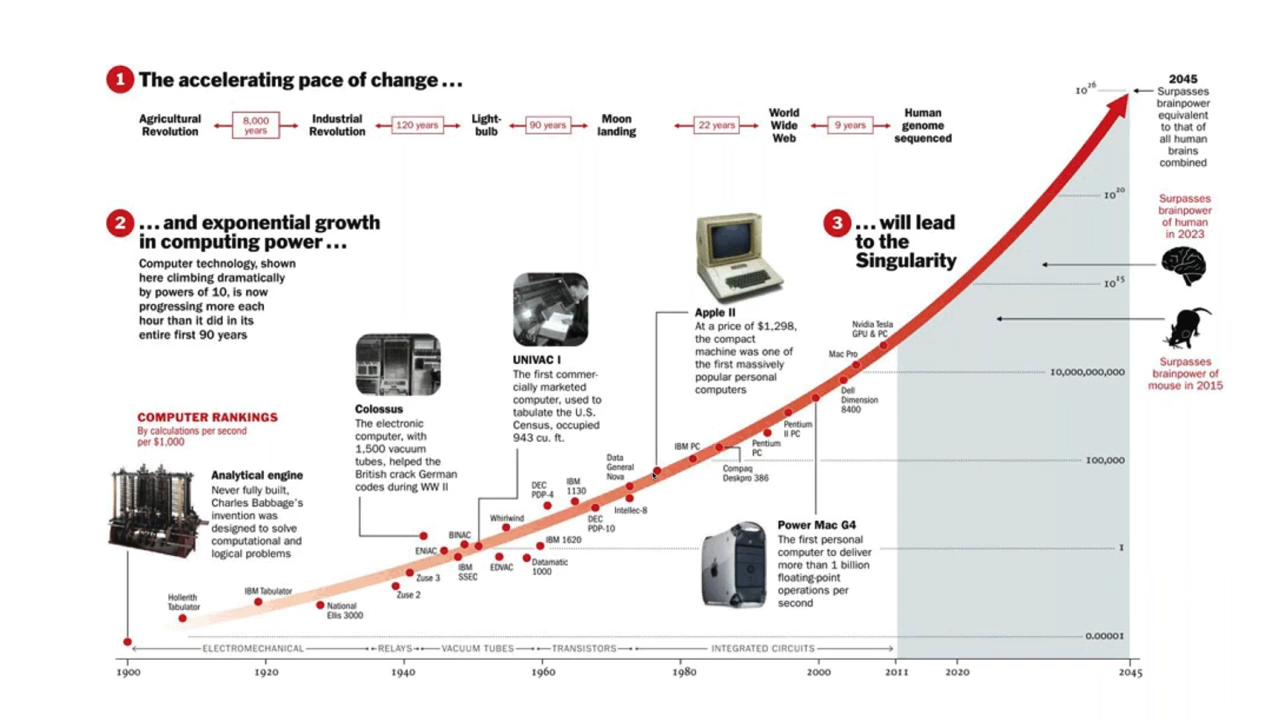 1 The accelerating pace of change...
Agricultural
Revolution
8,000
years
Industrial
Revolution
120 years
Light-
bulb
90 years
Moon
landing
22 years
World
Wide
Web
9 years
Human
genome
sequenced
2 ...and exponential growth
in computing power...
Computer technology, shown
here climbing dramatically
by powers of 10, is now
progressing more each
hour than it did in its
entire first 90 years
COMPUTER RANKINGS
By calculations per second
per $1,000
Analytical engine
Never fully built,
Charles Babbage's
invention was
designed to solve
computational and
logical problems
Colossus
The electronic
computer, with
1,500 vacuum
tubes, helped the
British crack German
codes during WW II
UNIVAC I
The first commer-
cially marketed
computer, used to
tabulate the U.S.
Census, occupied
943 cu. ft.
Apple II
At a price of $1,298,
the compact
machine was one of
the first massively
popular personal
computers
Power Mac G4
The first personal
computer to deliver
more than 1 billion
floating-point
operations per
second
3 ...will lead
to the
Singularity
2045
Surpasses
brainpower
equivalent
to that of
all human
brains
combined
Surpasses
brainpower
of human
in 2023
Surpasses
brainpower of
mouse in 2015
Hollerith
Tabulator
IBM Tabulator
National
Ellis 3000
Zuse 2
Zuse 3
ENIAC
BINAC
IBM
SSEC
Whirlwind
EDVAC
Datamatic
1000
IBM 1620
DEC
PDP-4
IBM
1130
DEC
PDP-10
Intellec-8
Data
General
Nova
IBM PC
Compaq
Deskpro 386
Pentium
PC
Pentium
II PC
Dell
Dimension
8400
Mac Pro
Nvidia Tesla
GPU & PC
10²⁶
10²⁰
10¹⁵
10,000,000,000
100,000
1
0.00001
ELECTROMECHANICAL
RELAYS
VACUUM TUBES
TRANSISTORS
INTEGRATED CIRCUITS
1900
1920
1940
1960
1980
2000
2011
2020
2045